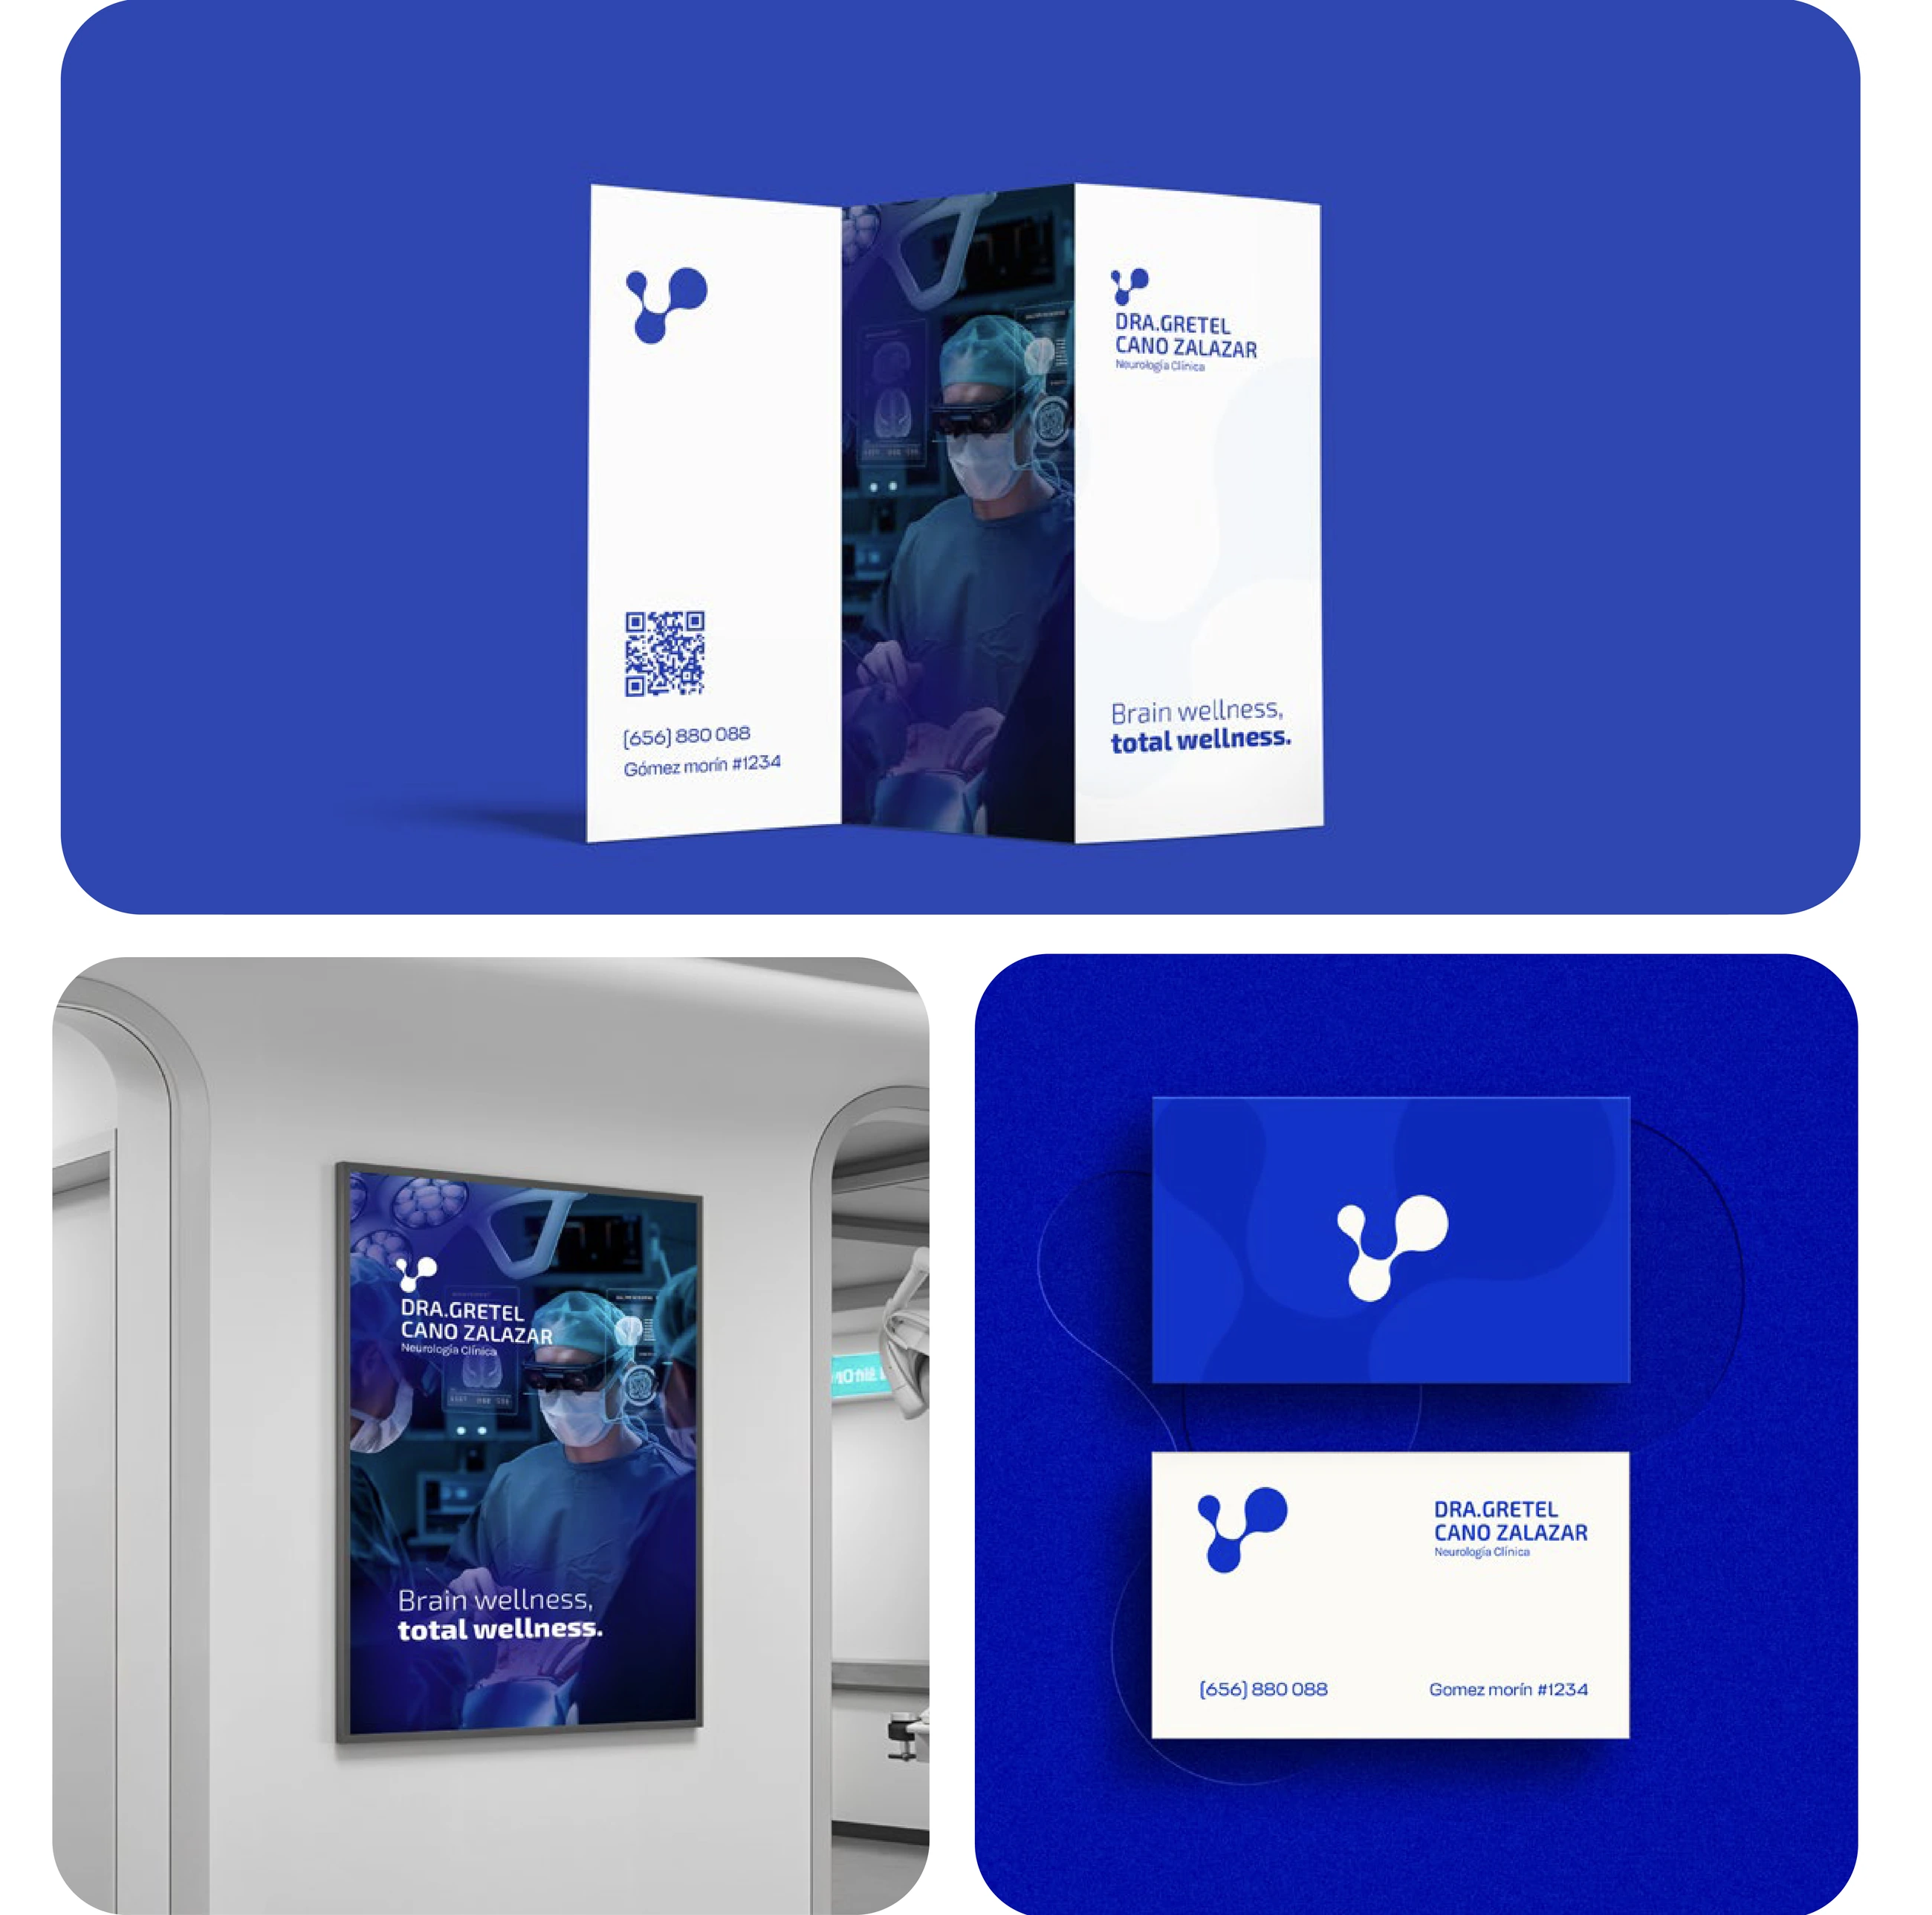 DRA.GRETEL
CANO ZALAZAR
Neurología Clínica
(656) 880 088
Gómez morín #1234
Brain wellness,
total wellness.
DRA.GRETEL
CANO ZALAZAR
Neurología Clínica
Brain wellness,
total wellness.
DRA.GRETEL
CANO ZALAZAR
Neurología Clínica
(656) 880 088
Gomez morín #1234